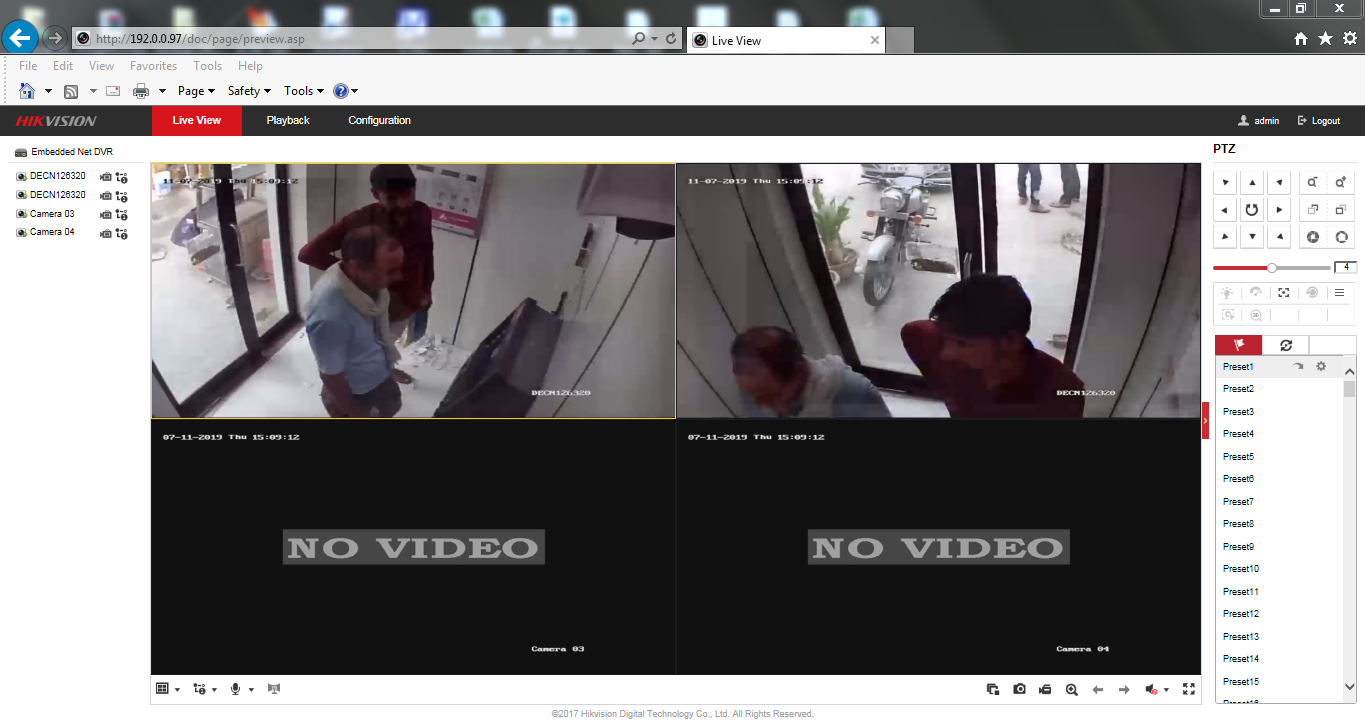 http://192.0.0.97/doc/page/preview.asp
Live View
File Edit View Favorites Tools Help
Page Safety Tools
HIKVISION
Live View Playback Configuration
admin Logout
Embedded Net DVR
DECN126320
DECN126320
Camera 03
Camera 04
11-07-2019 Thu 15:09:12
DECN126320
11-07-2019 Thu 15:09:12
DECN126320
07-11-2019 Thu 15:09:12
NO VIDEO
Camera 03
07-11-2019 Thu 15:09:12
NO VIDEO
Camera 04
PTZ
4
3D
Preset1
Preset2
Preset3
Preset4
Preset5
Preset6
Preset7
Preset8
Preset9
Preset10
Preset11
Preset12
Preset13
Preset14
Preset15
©2017 Hikvision Digital Technology Co., Ltd. All Rights Reserved.